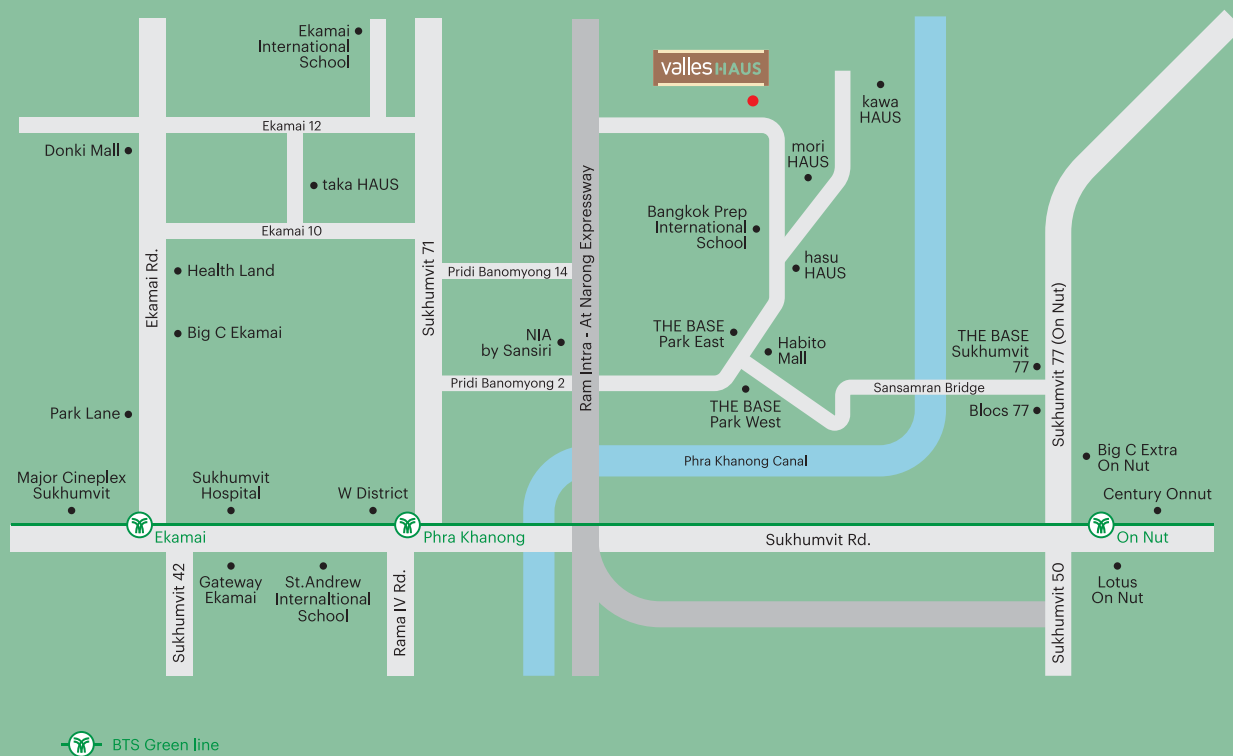 Ekamai
International
School
valles HAUS
kawa
HAUS
Ekamai 12
Donki Mall
mori
HAUS
taka HAUS
Bangkok Prep
International
School
Ekamai 10
hasu
HAUS
Ekamai Rd.
Sukhumvit 71
Ram Intra - At Narong Expressway
Sukhumvit 77 (On Nut)
Health Land
Pridi Banomyong 14
Big C Ekamai
NIA
by Sansiri
THE BASE
Park East
Habito
Mall
THE BASE
Sukhumvit
77
Pridi Banomyong 2
Sansamran Bridge
Park Lane
THE BASE
Park West
Blocs 77
Phra Khanong Canal
Big C Extra
On Nut
Major Cineplex
Sukhumvit
Sukhumvit
Hospital
W District
Century Onnut
Ekamai
Phra Khanong
Sukhumvit Rd.
On Nut
Sukhumvit 42
Gateway
Ekamai
St.Andrew
Internaltional
School
Rama IV Rd.
Sukhumvit 50
Lotus
On Nut
BTS Green line